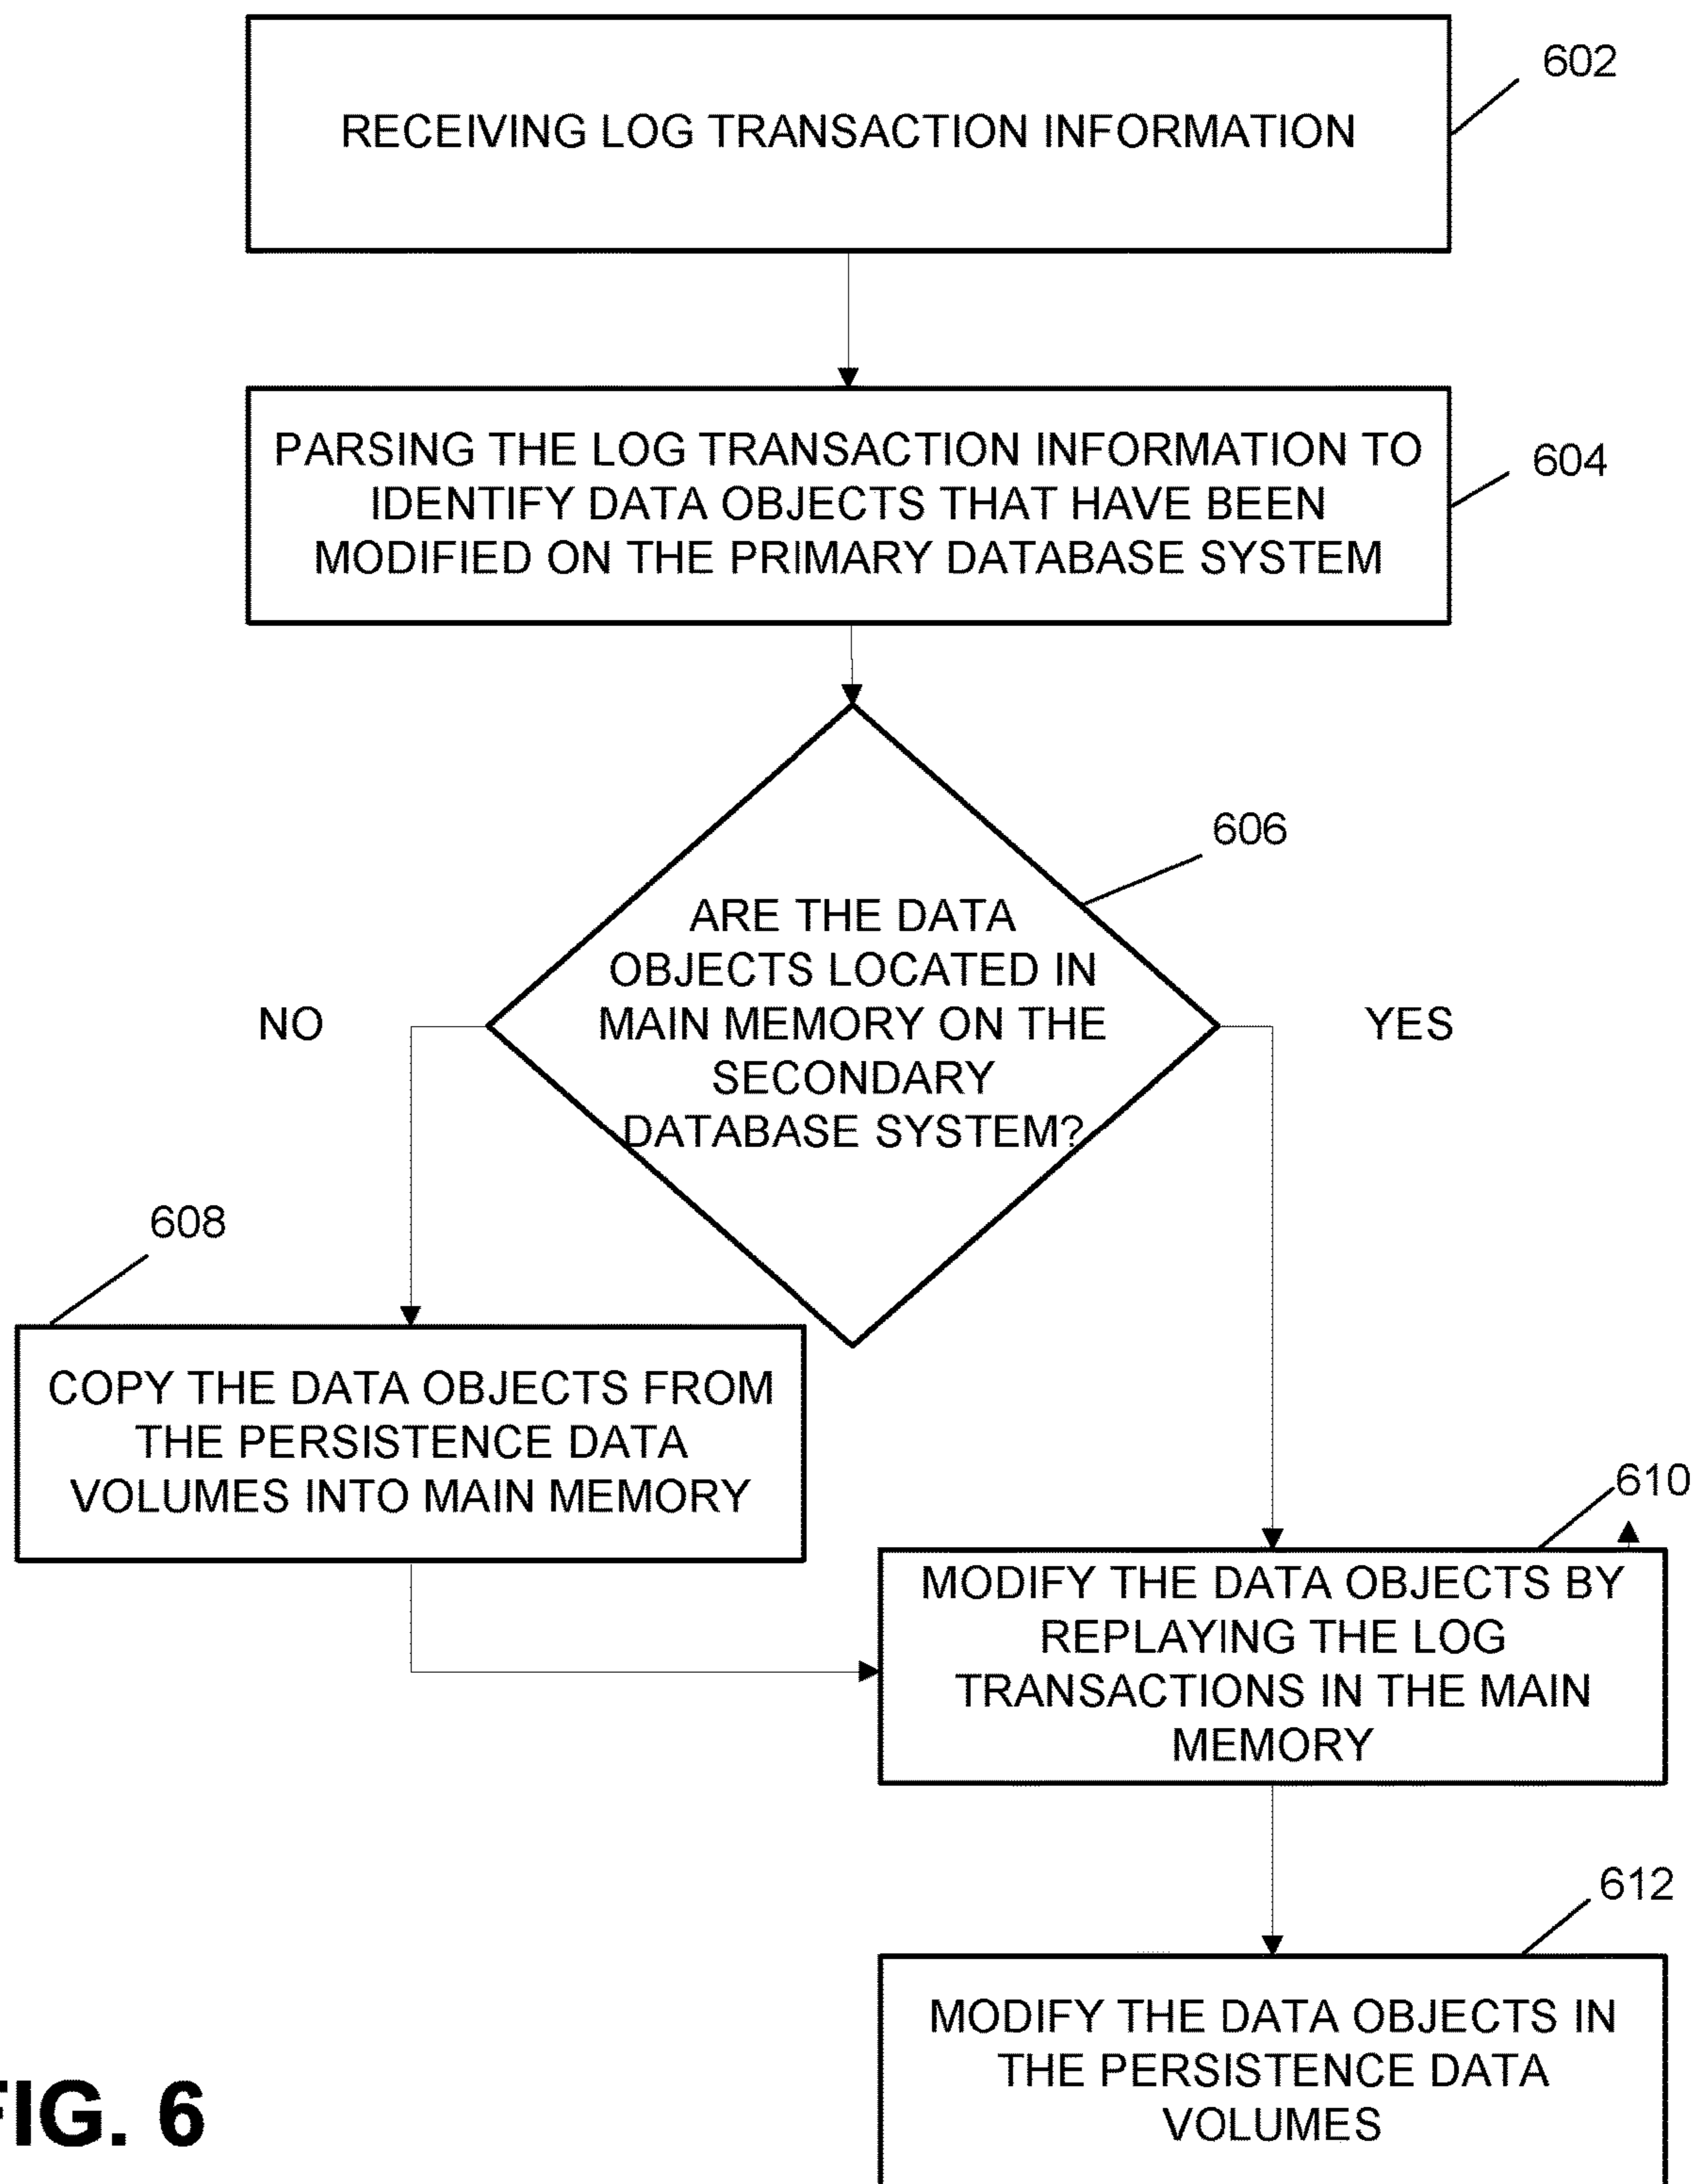 602
RECEIVING LOG TRANSACTION INFORMATION
PARSING THE LOG TRANSACTION INFORMATION TO
IDENTIFY DATA OBJECTS THAT HAVE BEEN
MODIFIED ON THE PRIMARY DATABASE SYSTEM
604
606
ARE THE DATA
OBJECTS LOCATED IN
MAIN MEMORY ON THE
SECONDARY
DATABASE SYSTEM?
NO
YES
608
COPY THE DATA OBJECTS FROM
THE PERSISTENCE DATA
VOLUMES INTO MAIN MEMORY
610
MODIFY THE DATA OBJECTS BY
REPLAYING THE LOG
TRANSACTIONS IN THE MAIN
MEMORY
612
MODIFY THE DATA OBJECTS IN
THE PERSISTENCE DATA
VOLUMES
FIG. 6